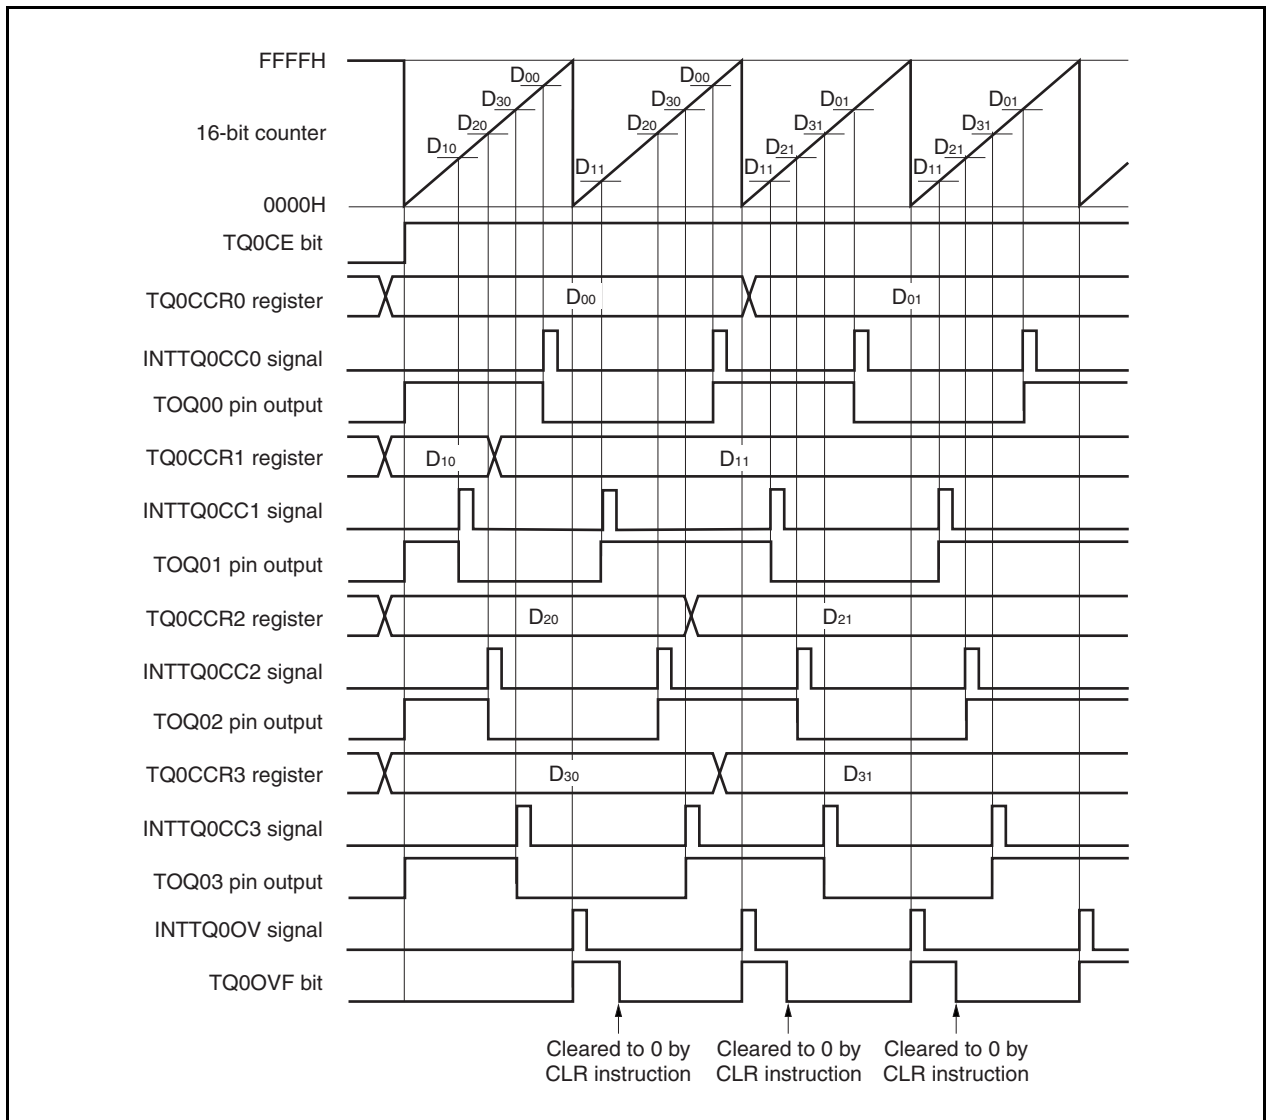 FFFFH
D00
D00
D30
D30
D01
D01
D20
D20
D31
D31
16-bit counter
D10
D21
D21
D11
D11
D11
0000H
TQ0CE bit
TQ0CCR0 register
D00
D01
INTTQ0CC0 signal
TOQ00 pin output
TQ0CCR1 register
D10
D11
INTTQ0CC1 signal
TOQ01 pin output
TQ0CCR2 register
D20
D21
INTTQ0CC2 signal
TOQ02 pin output
TQ0CCR3 register
D30
D31
INTTQ0CC3 signal
TOQ03 pin output
INTTQ0OV signal
TQ0OVF bit
Cleared to 0 by
CLR instruction
Cleared to 0 by
CLR instruction
Cleared to 0 by
CLR instruction